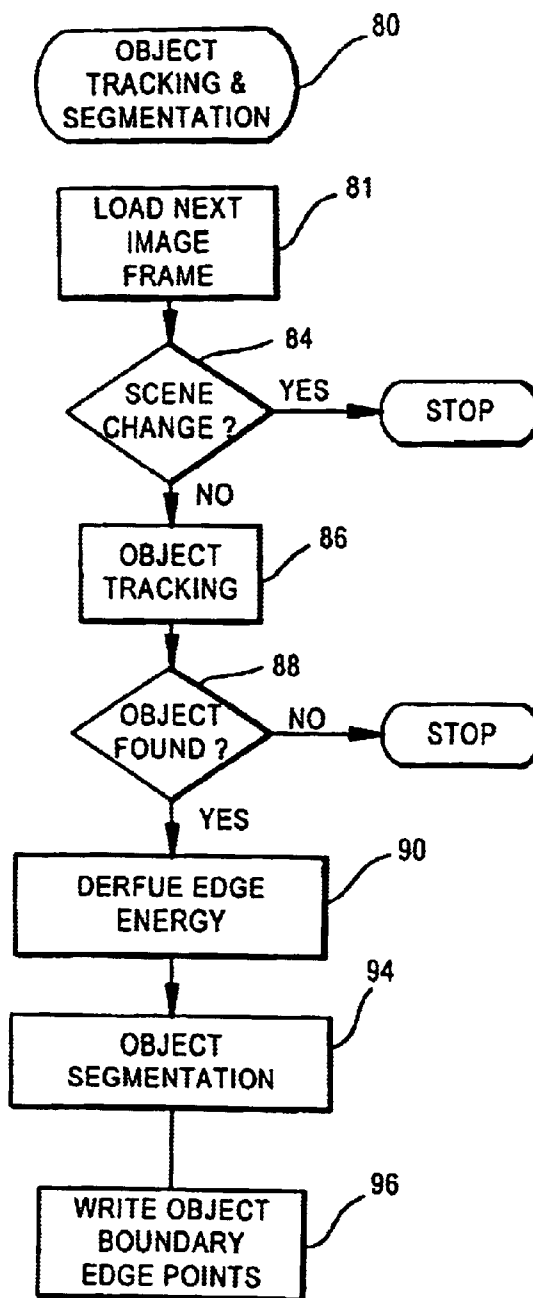 80
OBJECT
TRACKING &
SEGMENTATION
81
LOAD NEXT
IMAGE
FRAME
84
SCENE
CHANGE ?
YES
STOP
NO
86
OBJECT
TRACKING
88
OBJECT
FOUND ?
NO
STOP
YES
90
DERFUE EDGE
ENERGY
94
OBJECT
SEGMENTATION
96
WRITE OBJECT
BOUNDARY
EDGE POINTS